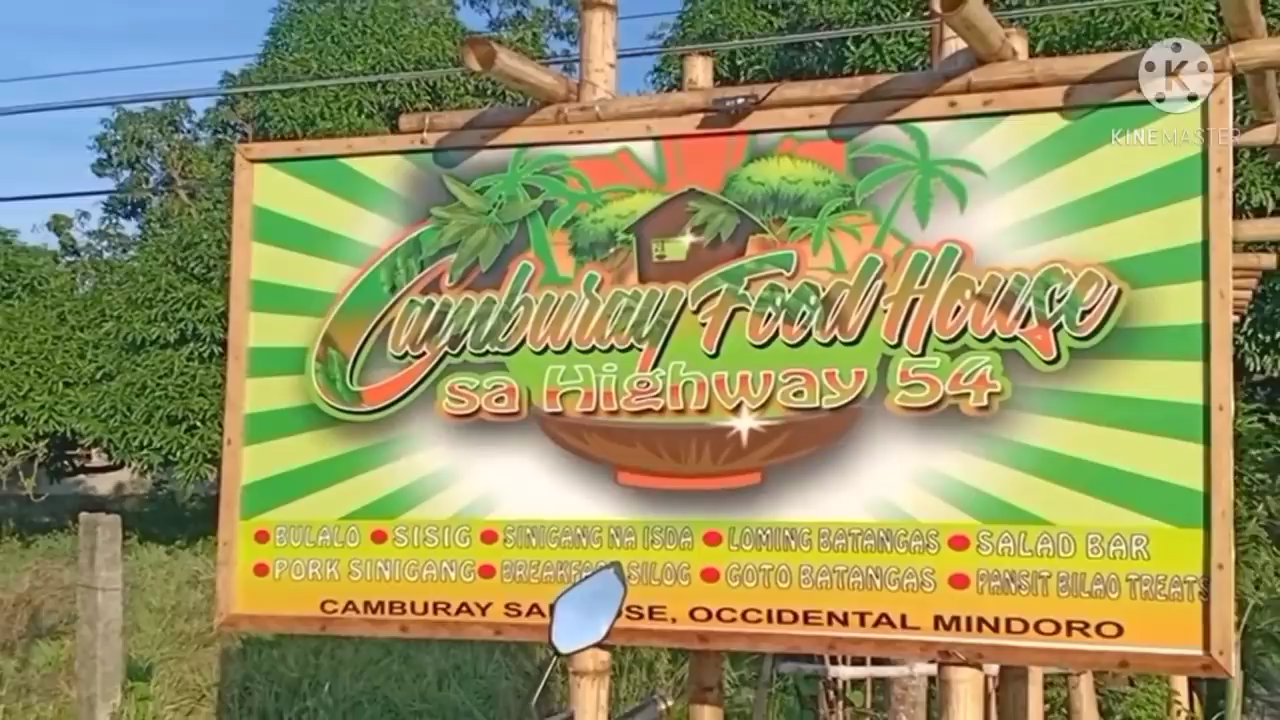 KINEMASTER
Camburay Food House
sa Highway 54
● BULALO ● SISIG ● SINIGANG NA ISDA ● LOMING BATANGAS ● SALAD BAR
● PORK SINIGANG ● SILOG ● GOTO BATANGAS ● PANSIT BILAO TREATS
CAMBURAY OCCIDENTAL MINDORO